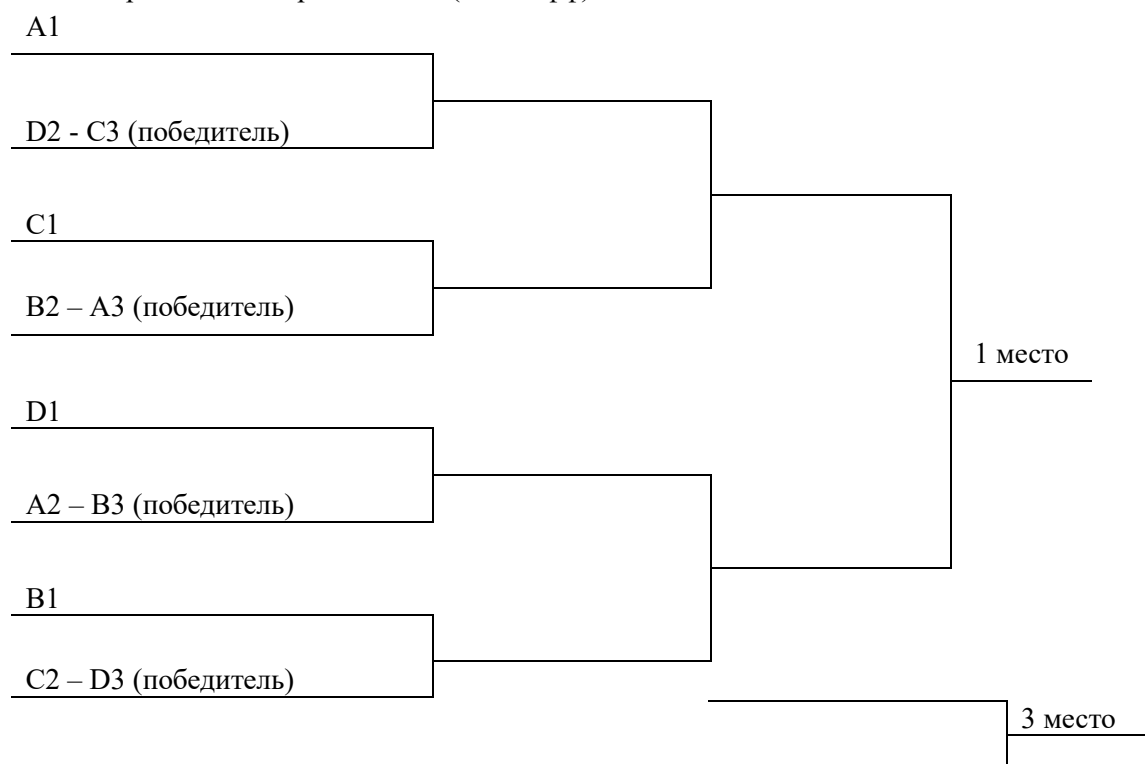 A1
D2 - C3 (победитель)
C1
B2 – A3 (победитель)
1 место
D1
A2 – B3 (победитель)
B1
C2 – D3 (победитель)
3 место